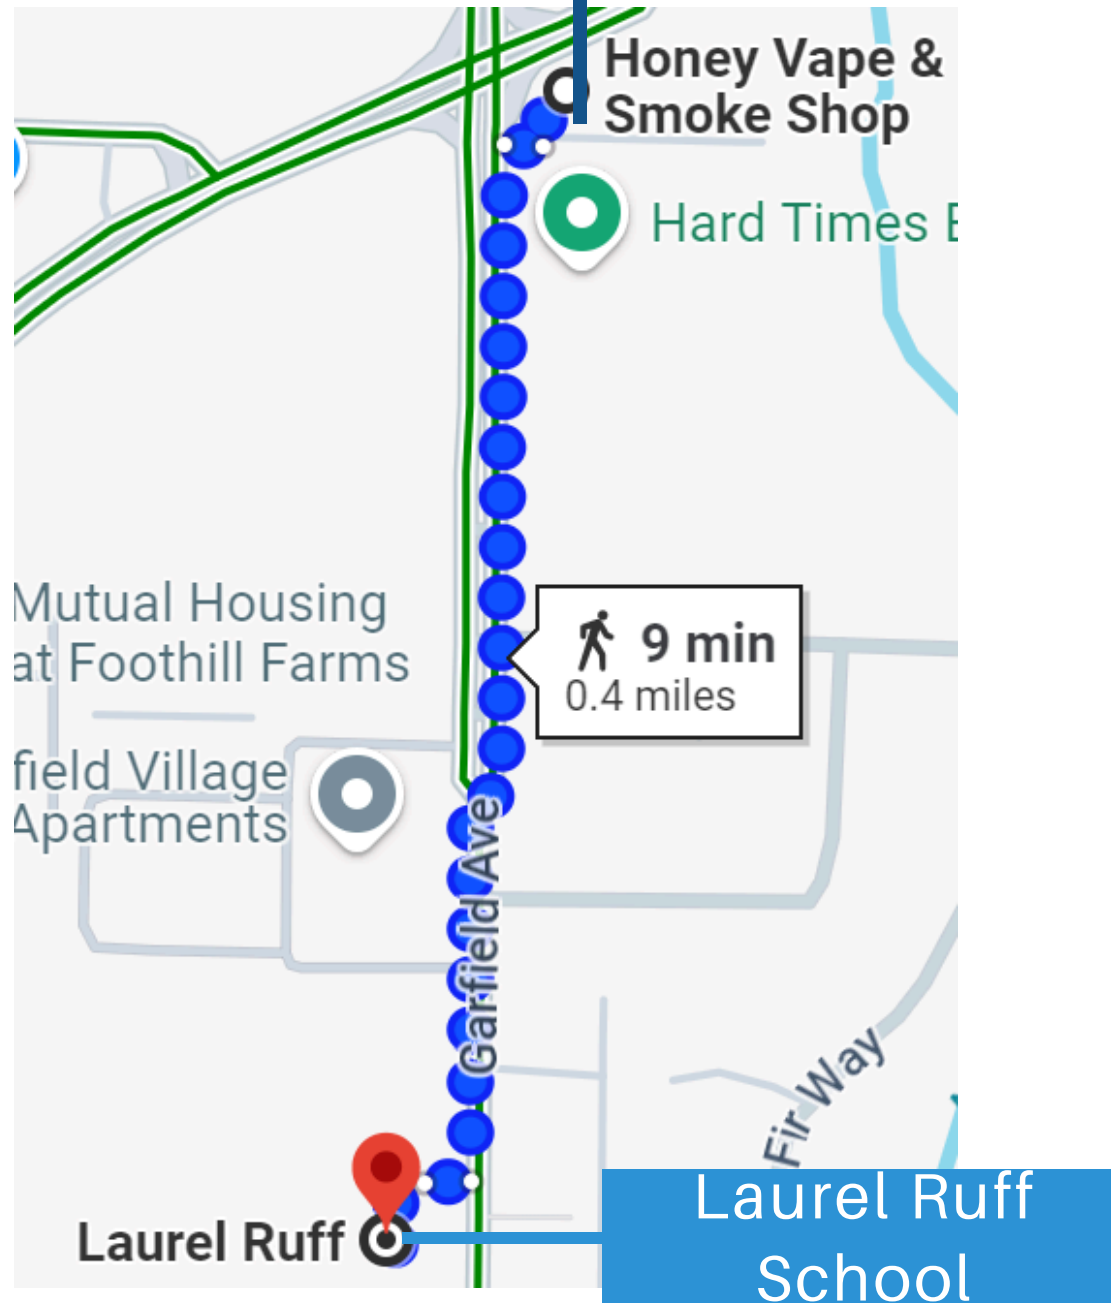 Honey Vape &
Smoke Shop
Hard Times
Mutual Housing
at Foothill Farms
9 min
0.4 miles
field Village
Apartments
Garfield Ave
Fir Way
Laurel Ruff
Laurel Ruff
School